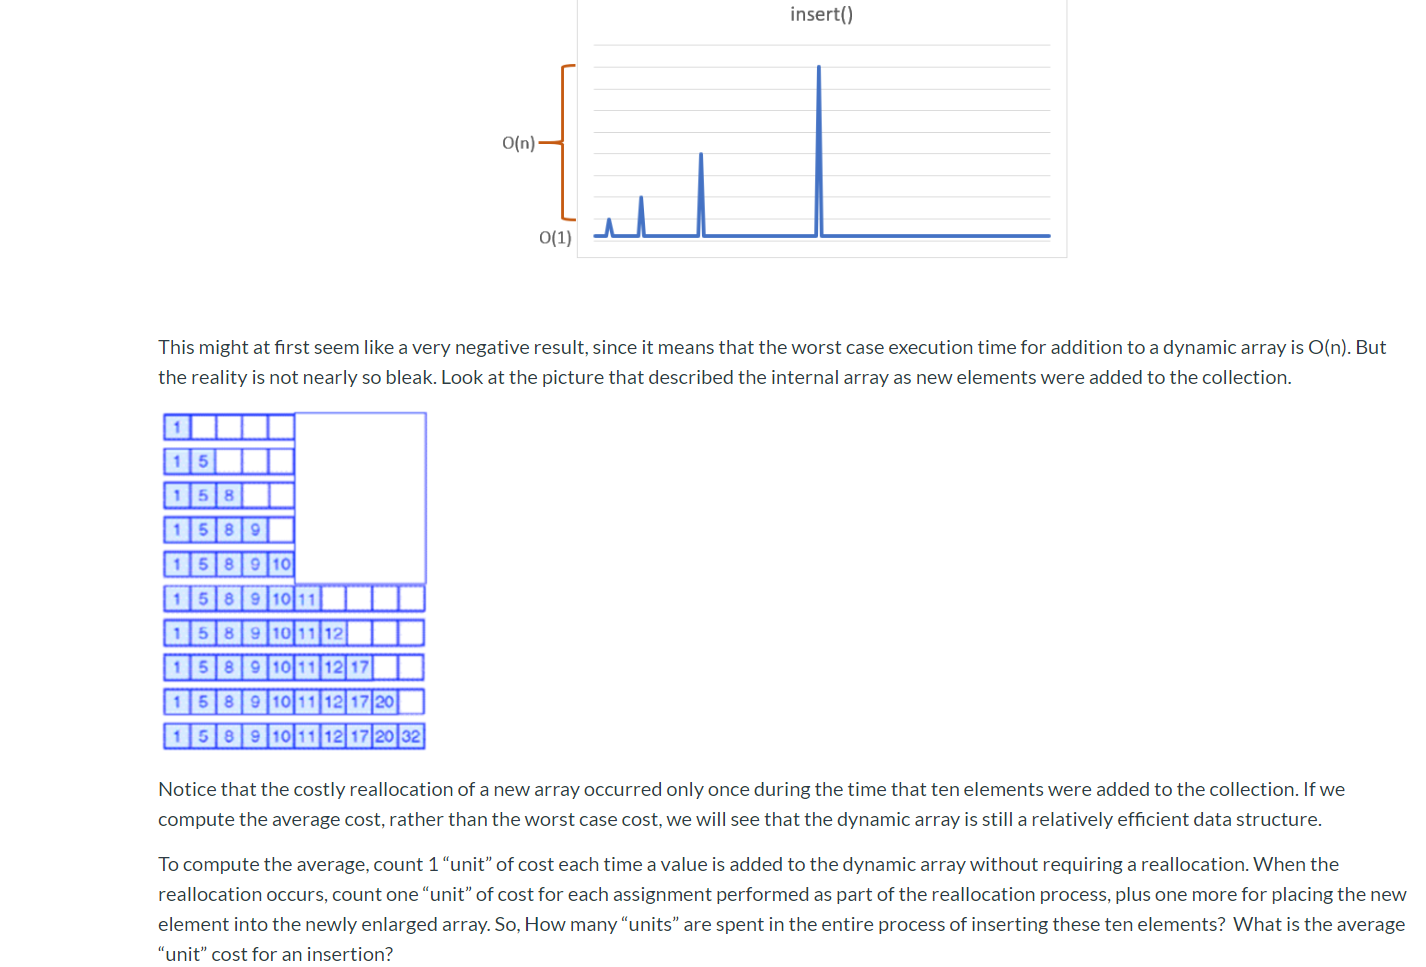 insert()
O(n)
O(1)
This might at first seem like a very negative result, since it means that the worst case execution time for addition to a dynamic array is O(n). But
the reality is not nearly so bleak. Look at the picture that described the internal array as new elements were added to the collection.
1
1 5
1 5 8
1 5 8 9
1 5 8 9 10
1 5 8 9 10 11
1 5 8 9 10 11 12
1 5 8 9 10 11 12 17
1 5 8 9 10 11 12 17 20
1 5 8 9 10 11 12 17 20 32
Notice that the costly reallocation of a new array occurred only once during the time that ten elements were added to the collection. If we
compute the average cost, rather than the worst case cost, we will see that the dynamic array is still a relatively efficient data structure.
To compute the average, count 1 “unit” of cost each time a value is added to the dynamic array without requiring a reallocation. When the
reallocation occurs, count one “unit” of cost for each assignment performed as part of the reallocation process, plus one more for placing the new
element into the newly enlarged array. So, How many “units” are spent in the entire process of inserting these ten elements? What is the average
“unit” cost for an insertion?